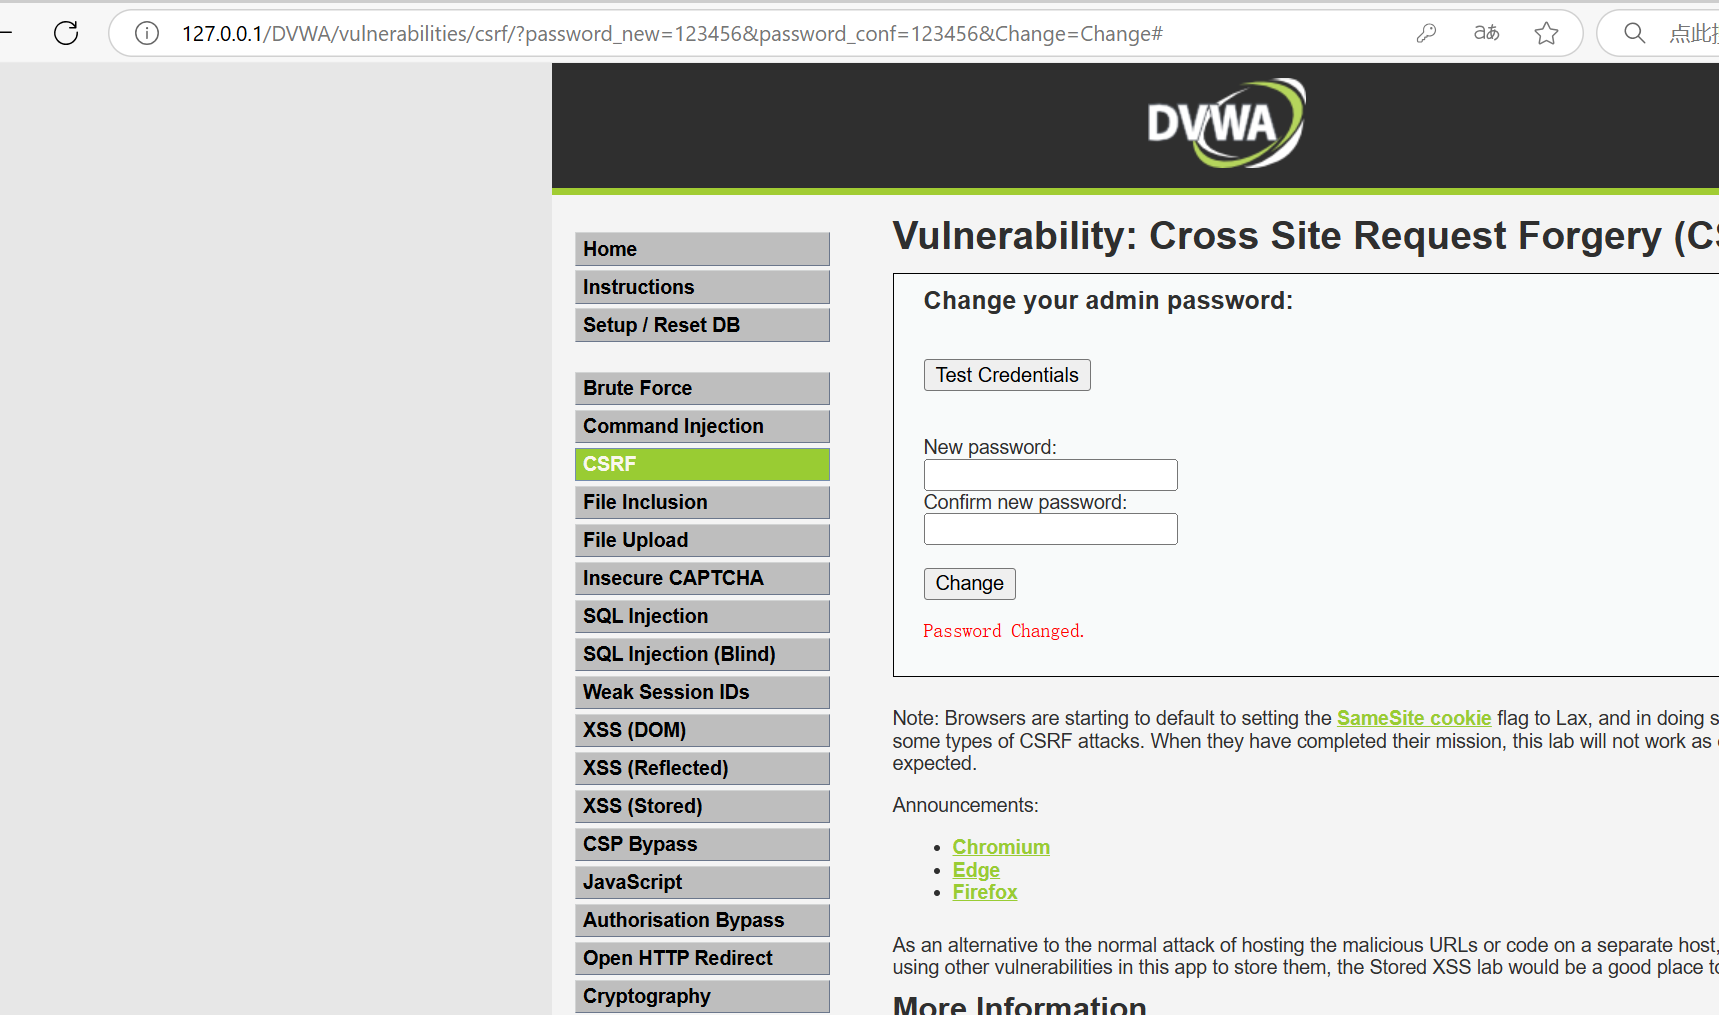 127.0.0.1/DVWA/vulnerabilities/csrf/?password_new=123456&password_conf=123456&Change=Change#
aあ
点此
DVWA
Home
Instructions
Setup / Reset DB
Brute Force
Command Injection
CSRF
File Inclusion
File Upload
Insecure CAPTCHA
SQL Injection
SQL Injection (Blind)
Weak Session IDs
XSS (DOM)
XSS (Reflected)
XSS (Stored)
CSP Bypass
JavaScript
Authorisation Bypass
Open HTTP Redirect
Cryptography
Vulnerability: Cross Site Request Forgery (CS
Change your admin password:
Test Credentials
New password:
Confirm new password:
Change
Password Changed.
Note: Browsers are starting to default to setting the SameSite cookie flag to Lax, and in doing s
some types of CSRF attacks. When they have completed their mission, this lab will not work as
expected.
Announcements:
Chromium
Edge
Firefox
As an alternative to the normal attack of hosting the malicious URLs or code on a separate host,
using other vulnerabilities in this app to store them, the Stored XSS lab would be a good place to
More Information